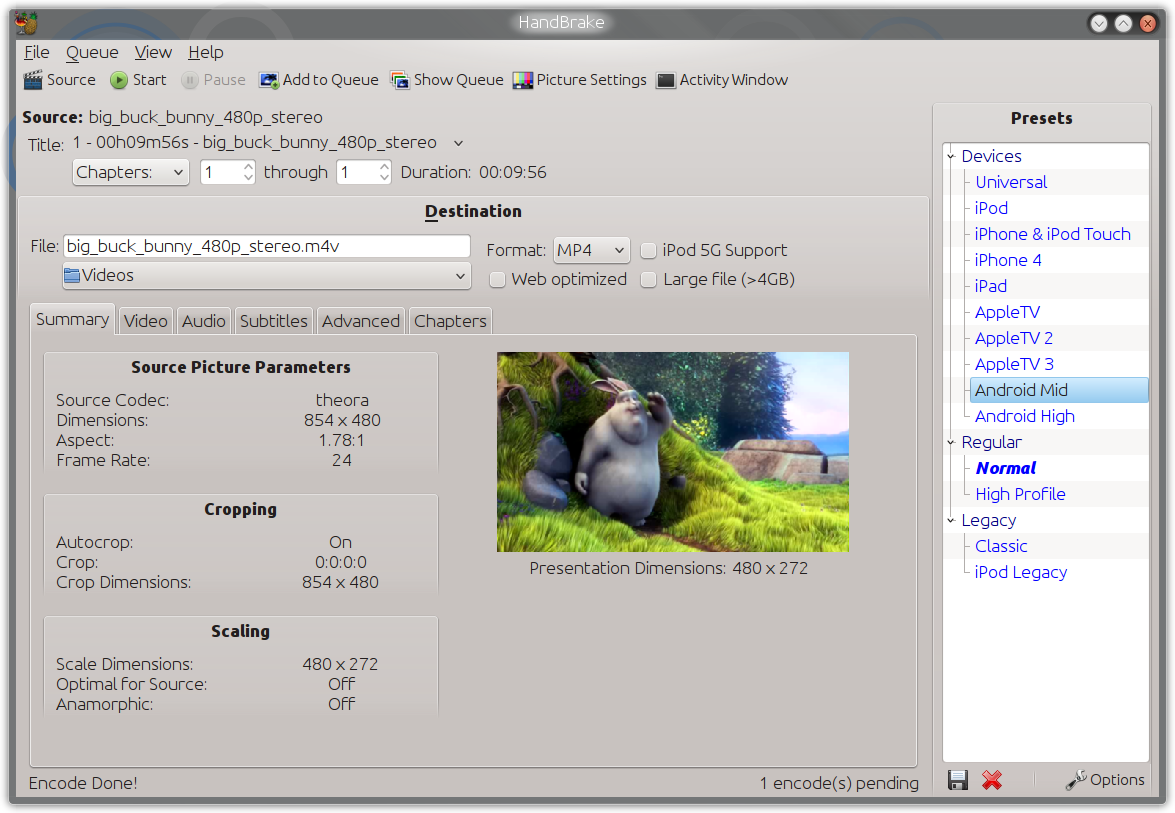 HandBrake
File Queue View Help
Source Start Pause Add to Queue Show Queue Picture Settings Activity Window
Source: big_buck_bunny_480p_stereo
Title: 1 - 00h09m56s - big_buck_bunny_480p_stereo
Chapters: 1 through 1 Duration: 00:09:56
Destination
File: big_buck_bunny_480p_stereo.m4v Format: MP4 iPod 5G Support
Videos Web optimized Large file (>4GB)
Summary Video Audio Subtitles Advanced Chapters
Source Picture Parameters
Source Codec: theora
Dimensions: 854 x 480
Aspect: 1.78:1
Frame Rate: 24
Cropping
Autocrop: On
Crop: 0:0:0:0
Crop Dimensions: 854 x 480
Scaling
Scale Dimensions: 480 x 272
Optimal for Source: Off
Anamorphic: Off
Presentation Dimensions: 480 x 272
Encode Done! 1 encode(s) pending
Presets
Devices
Universal
iPod
iPhone & iPod Touch
iPhone 4
iPad
AppleTV
AppleTV 2
AppleTV 3
Android Mid
Android High
Regular
Normal
High Profile
Legacy
Classic
iPod Legacy
Options